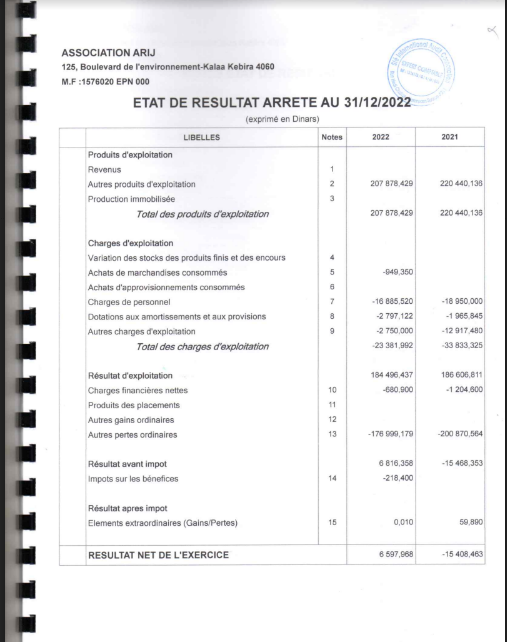 ASSOCIATION ARIJ
125, Boulevard de l'environnement-Kalaa Kebira 4060
M.F :1576020 EPN 000
ETAT DE RESULTAT ARRETE AU 31/12/2022
(exprimé en Dinars)
LIBELLES Notes 2022 2021
Produits d'exploitation
Revenus 1
Autres produits d'exploitation 2 207 878,429 220 440,136
Production immobilisée 3
Total des produits d'exploitation 207 878,429 220 440,136
Charges d'exploitation
Variation des stocks des produits finis et des encours 4
Achats de marchandises consommés 5 -949,350
Achats d'approvisionnements consommés 6
Charges de personnel 7 -16 885,520 -18 950,000
Dotations aux amortissements et aux provisions 8 -2 797,122 -1 965,845
Autres charges d'exploitation 9 -2 750,000 -12 917,480
Total des charges d'exploitation -23 381,992 -33 833,325
Résultat d'exploitation 184 496,437 186 606,811
Charges financières nettes 10 -680,900 -1 204,600
Produits des placements 11
Autres gains ordinaires 12
Autres pertes ordinaires 13 -176 999,179 -200 870,564
Résultat avant impot 6 816,358 -15 468,353
Impots sur les bénefices 14 -218,400
Résultat apres impot
Elements extraordinaires (Gains/Pertes) 15 0,010 59,890
RESULTAT NET DE L'EXERCICE 6 597,968 -15 408,463